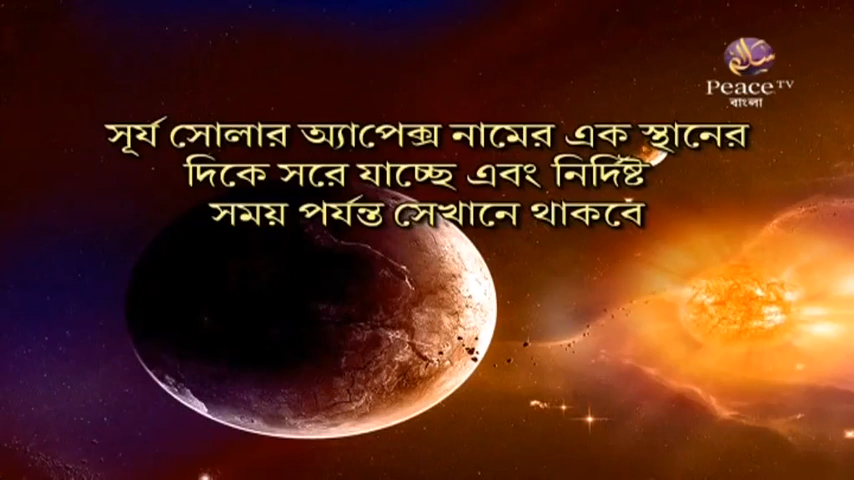 Peace TV
বাংলা
সূর্য সোলার অ্যাপেক্স নামের এক স্থানের
দিকে সরে যাচ্ছে এবং নির্দিষ্ট
সময় পর্যন্ত সেখানে থাকবে